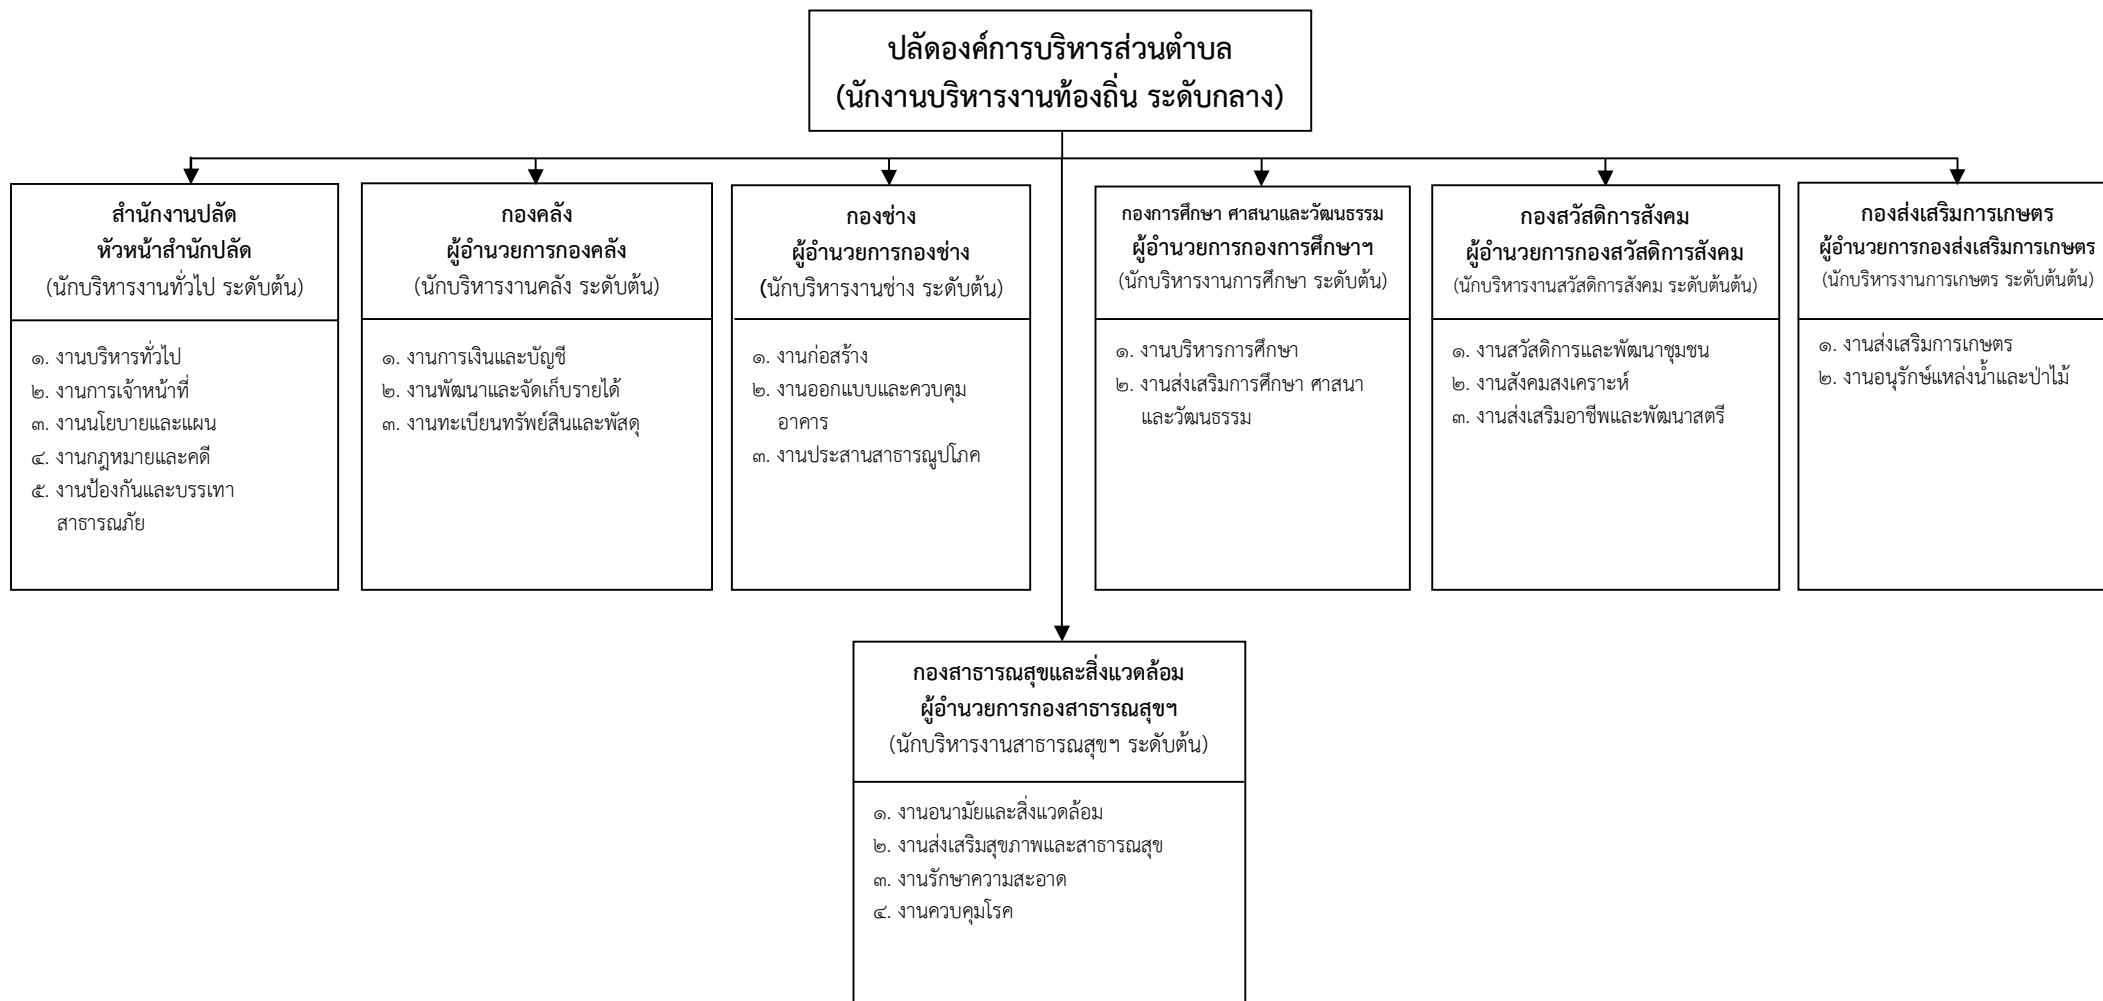 ปลัดองค์การบริหารส่วนตำบล
(นักงานบริหารงานท้องถิ่น ระดับกลาง)
สำนักงานปลัด
หัวหน้าสำนักปลัด
(นักบริหารงานทั่วไป ระดับต้น)
๑. งานบริหารทั่วไป
๒. งานการเจ้าหน้าที่
๓. งานนโยบายและแผน
๔. งานกฎหมายและคดี
๕. งานป้องกันและบรรเทา
สาธารณภัย
กองคลัง
ผู้อำนวยการกองคลัง
(นักบริหารงานคลัง ระดับต้น)
๑. งานการเงินและบัญชี
๒. งานพัฒนาและจัดเก็บรายได้
๓. งานทะเบียนทรัพย์สินและพัสดุ
กองช่าง
ผู้อำนวยการกองช่าง
(นักบริหารงานช่าง ระดับต้น)
๑. งานก่อสร้าง
๒. งานออกแบบและควบคุม
อาคาร
๓. งานประสานสาธารณูปโภค
กองการศึกษา ศาสนาและวัฒนธรรม
ผู้อำนวยการกองการศึกษาฯ
(นักบริหารงานการศึกษา ระดับต้น)
๑. งานบริหารการศึกษา
๒. งานส่งเสริมการศึกษา ศาสนา
และวัฒนธรรม
กองสวัสดิการสังคม
ผู้อำนวยการกองสวัสดิการสังคม
(นักบริหารงานสวัสดิการสังคม ระดับต้นต้น)
๑. งานสวัสดิการและพัฒนาชุมชน
๒. งานสังคมสงเคราะห์
๓. งานส่งเสริมอาชีพและพัฒนาสตรี
กองส่งเสริมการเกษตร
ผู้อำนวยการกองส่งเสริมการเกษตร
(นักบริหารงานการเกษตร ระดับต้นต้น)
๑. งานส่งเสริมการเกษตร
๒. งานอนุรักษ์แหล่งน้ำและป่าไม้
กองสาธารณสุขและสิ่งแวดล้อม
ผู้อำนวยการกองสาธารณสุขฯ
(นักบริหารงานสาธารณสุขฯ ระดับต้น)
๑. งานอนามัยและสิ่งแวดล้อม
๒. งานส่งเสริมสุขภาพและสาธารณสุข
๓. งานรักษาความสะอาด
๔. งานควบคุมโรค